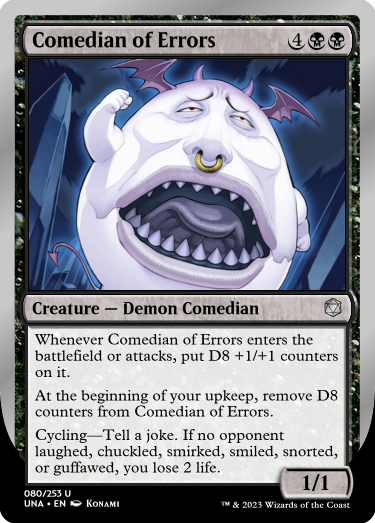 Comedian of Errors 4
Creature — Demon Comedian
Whenever Comedian of Errors enters the
battlefield or attacks, put D8 +1/+1 counters
on it.
At the beginning of your upkeep, remove D8
counters from Comedian of Errors.
Cycling—Tell a joke. If no opponent
laughed, chuckled, smirked, smiled, snorted,
or guffawed, you lose 2 life.
1/1
080/253 U
UNA • EN Konami
™ & 2023 Wizards of the Coast